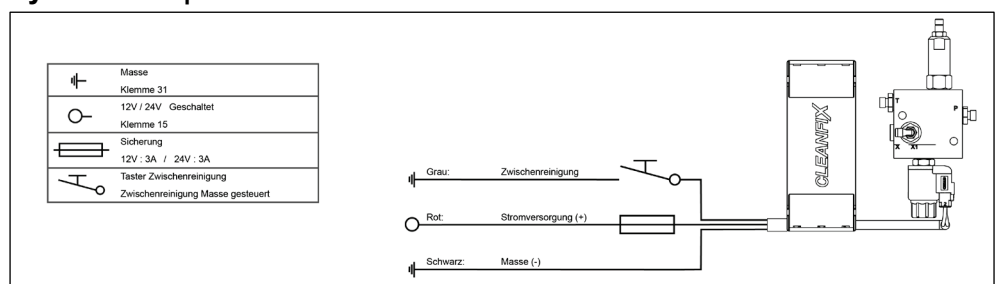 Masse
Klemme 31
12V / 24V Geschaltet
Klemme 15
Sicherung
12V : 3A / 24V : 3A
Taster Zwischenreinigung
Zwischenreinigung Masse gesteuert
Grau: Zwischenreinigung
Rot: Stromversorgung (+)
Schwarz: Masse (-)
CLEANFIX
T
P
X X1